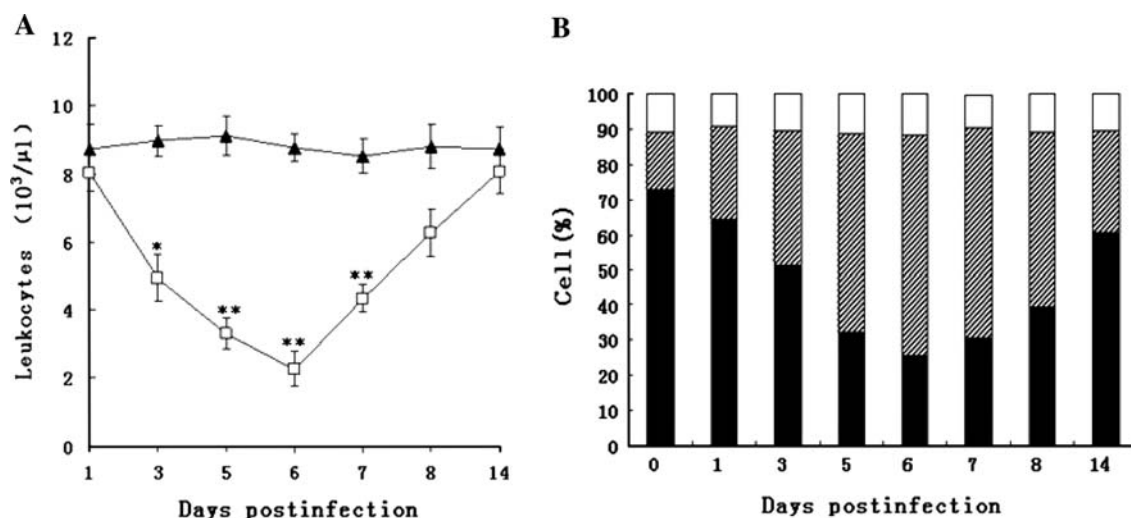 A
Leukocytes (10³/μl)
12
10
8
6
4
2
0
*
**
**
**
1 3 5 6 7 8 14
Days postinfection
B
Cell(%)
100
90
80
70
60
50
40
30
20
10
0
0 1 3 5 6 7 8 14
Days postinfection